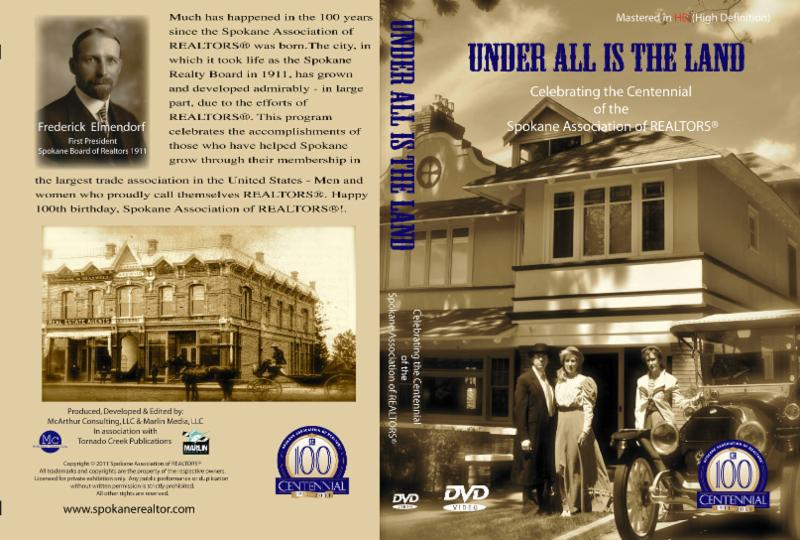 Much has happened in the 100 years
since the Spokane Association of
REALTORS® was born.The city, in
which it took life as the Spokane
Realty Board in 1911, has grown
and developed admirably - in large
part, due to the efforts of
REALTORS®. This program
celebrates the accomplishments of
those who have helped Spokane
grow through their membership in
the largest trade association in the United States - Men and
women who proudly call themselves REALTORS®. Happy
100th birthday, Spokane Association of REALTORS®!.
Frederick Elmendorf
First President
Spokane Board of Realtors 1911
REAL ESTATE AGENTS
Produced, Developed & Edited by:
McArthur Consulting, LLC & Marlin Media, LLC
In association with
Tornado Creek Publications
Mc
MARLIN
Copyright © 2011 Spokane Association of REALTORS®
All trademarks and copyrights are the property of the respective owners.
Licensed for private exhibition only. Any public performance or duplication
without written permission is strictly prohibited.
All other rights are reserved.
www.spokanerealtor.com
SPOKANE ASSOCIATION OF REALTORS
100
CENTENNIAL
UNDER ALL IS THE LAND
Celebrating the Centennial
of the
Spokane Association of REALTORS®
DVD
VIDEO
Mastered in HD (High Definition)
UNDER ALL IS THE LAND
Celebrating the Centennial
of the
Spokane Association of REALTORS®
DVD
VIDEO
SPOKANE ASSOCIATION OF REALTORS
100
CENTENNIAL